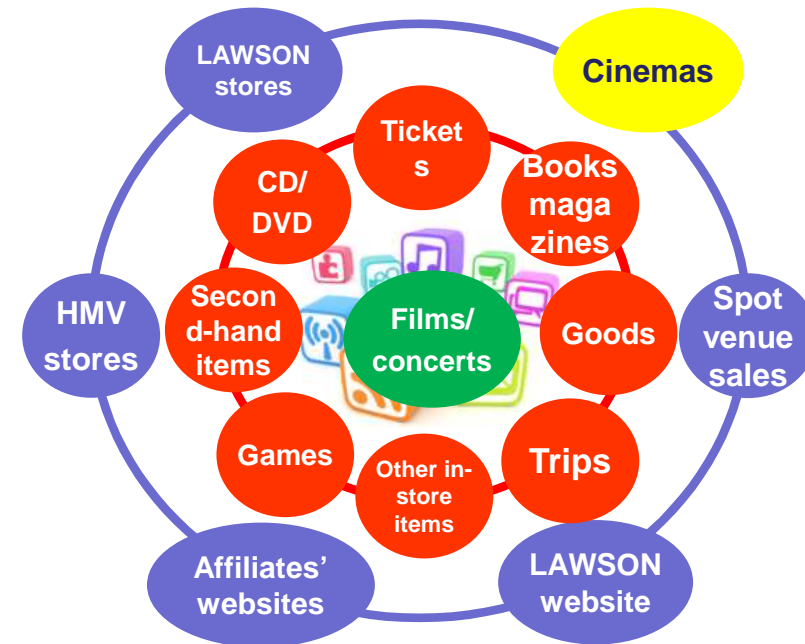 LAWSON
stores
Cinemas
Ticket
s
CD/
DVD
Books
maga
zines
Secon
d-hand
items
HMV
stores
Films/
concerts
Goods
Spot
venue
sales
Games
Other in-
store
items
Trips
Affiliates’
websites
LAWSON
website